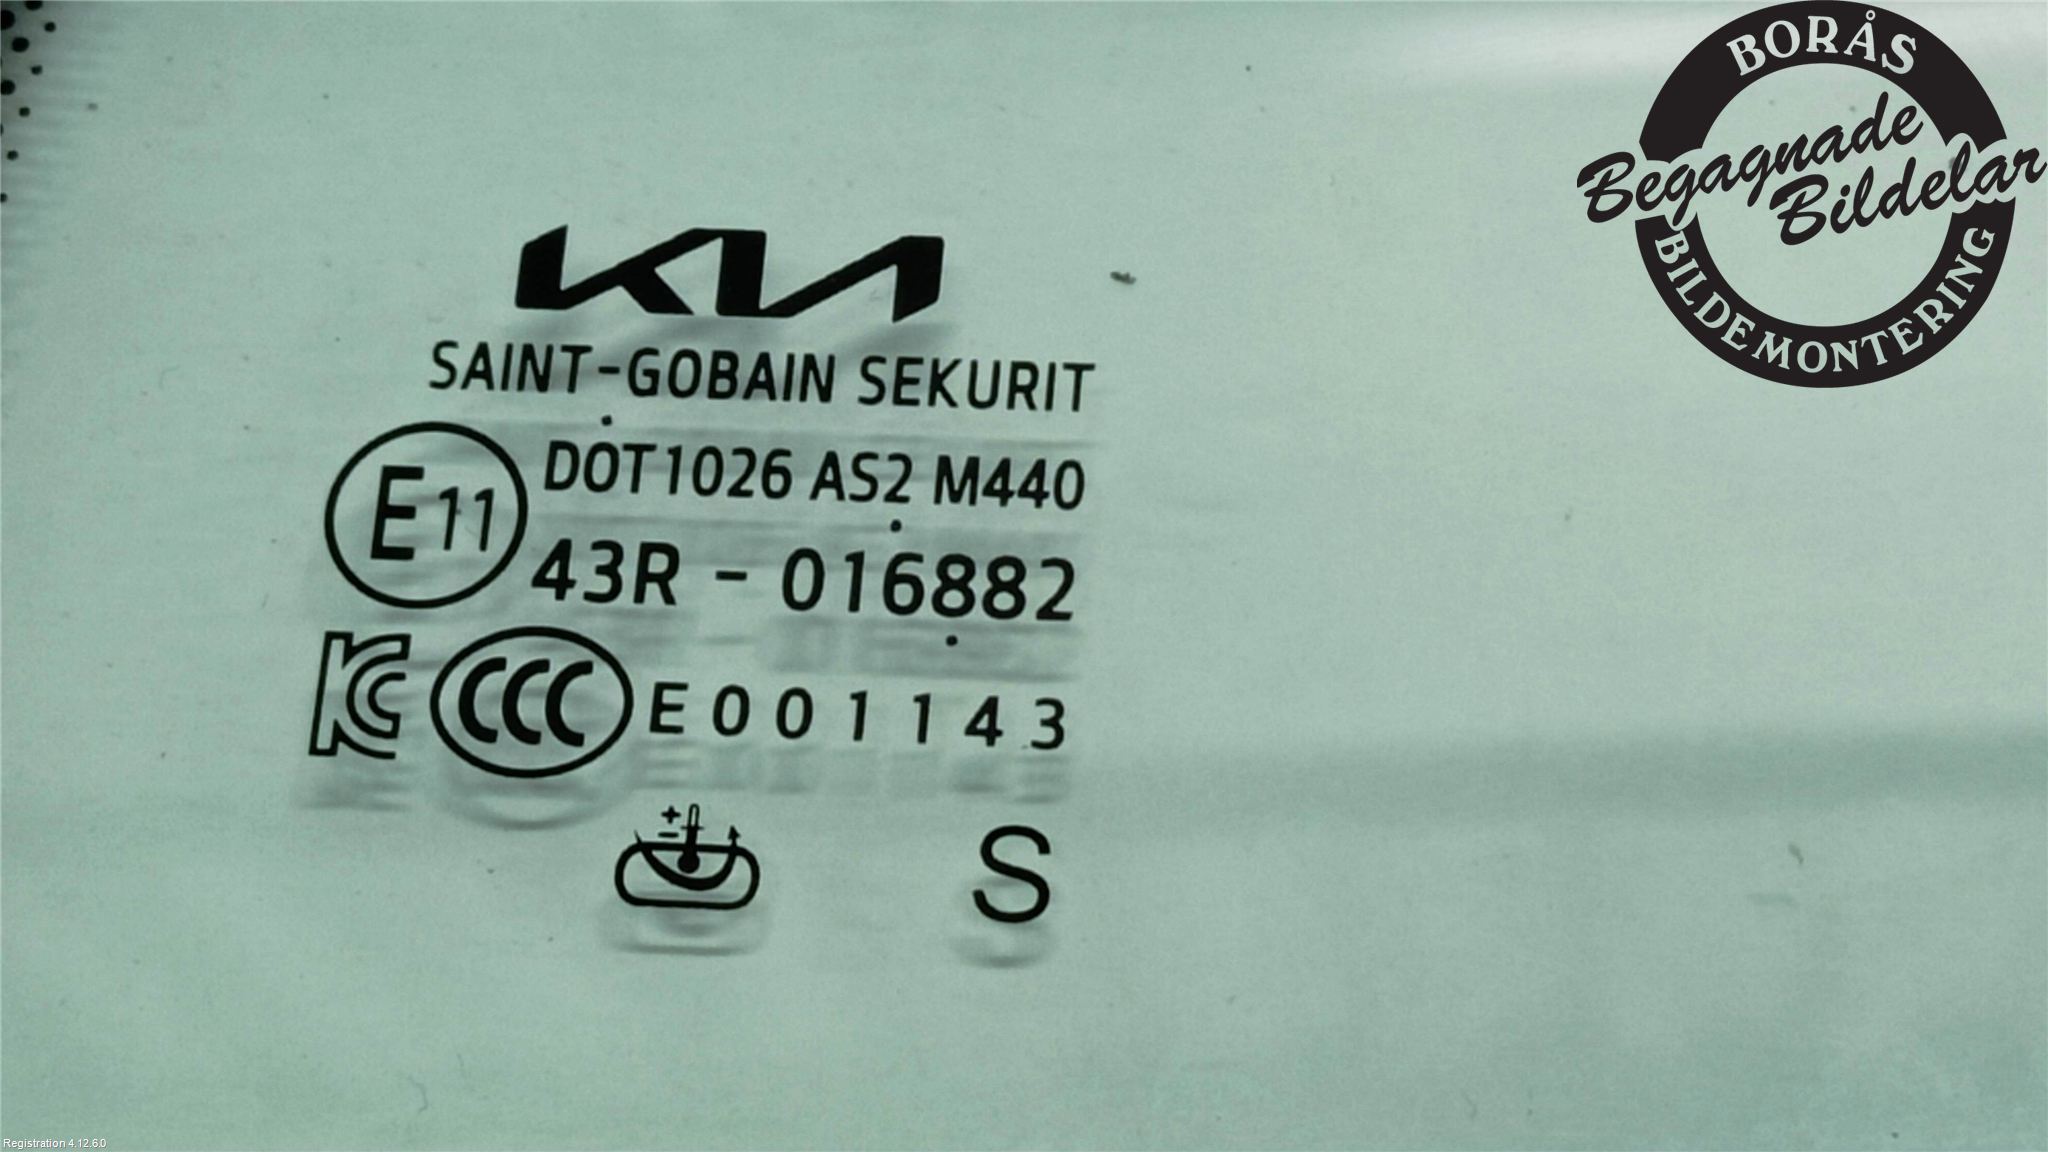 KIA
SAINT-GOBAIN SEKURIT
E11
DOT1026 AS2 M440
43R - 016882
KC CCC E001143
+
-
S
BORÅS
Begagnade
Bildelar
BILDEMONTERING
Registration 4.12.6.0